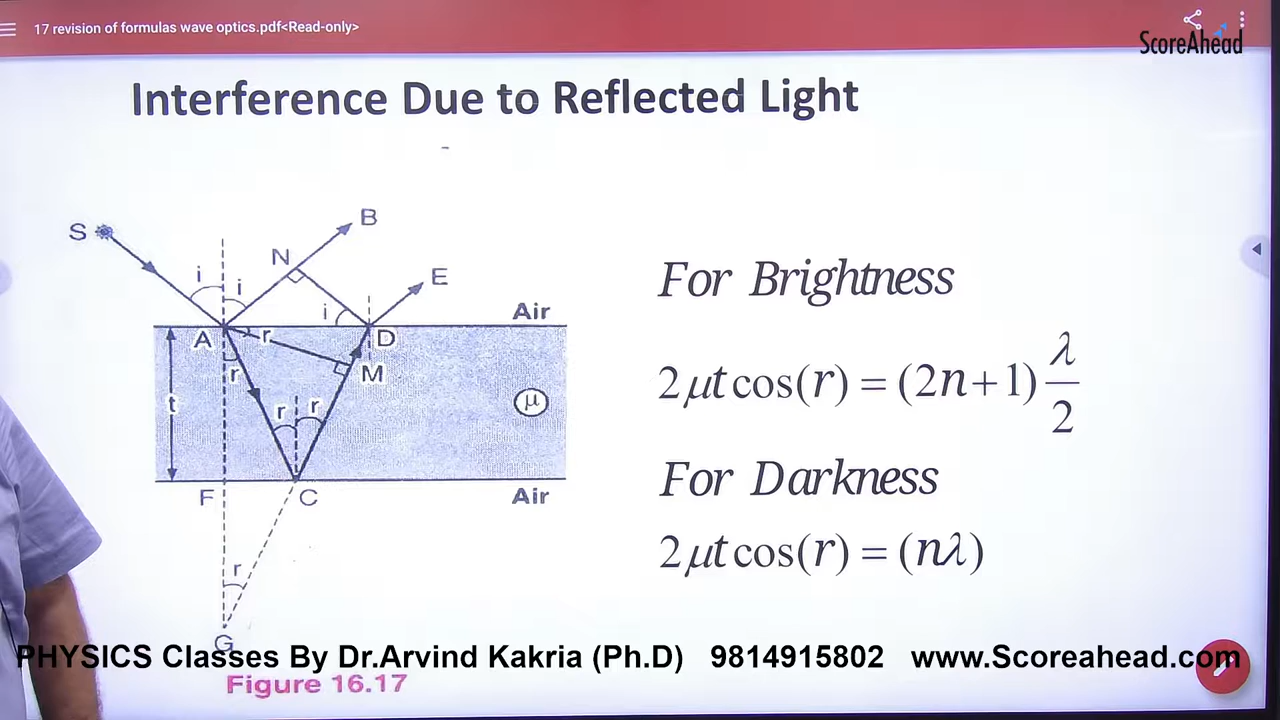 17 revision of formulas wave optics.pdf<Read-only>
ScoreAhead
Interference Due to Reflected Light
S
B
N
E
i
i
i
Air
A
r
D
r
M
t
r
r
μ
F
C
Air
r
G
For Brightness
2μt cos(r) = (2n+1) λ/2
For Darkness
2μt cos(r) = (nλ)
PHYSICS Classes By Dr.Arvind Kakria (Ph.D) 9814915802 www.Scoreahead.com
Figure 16.17